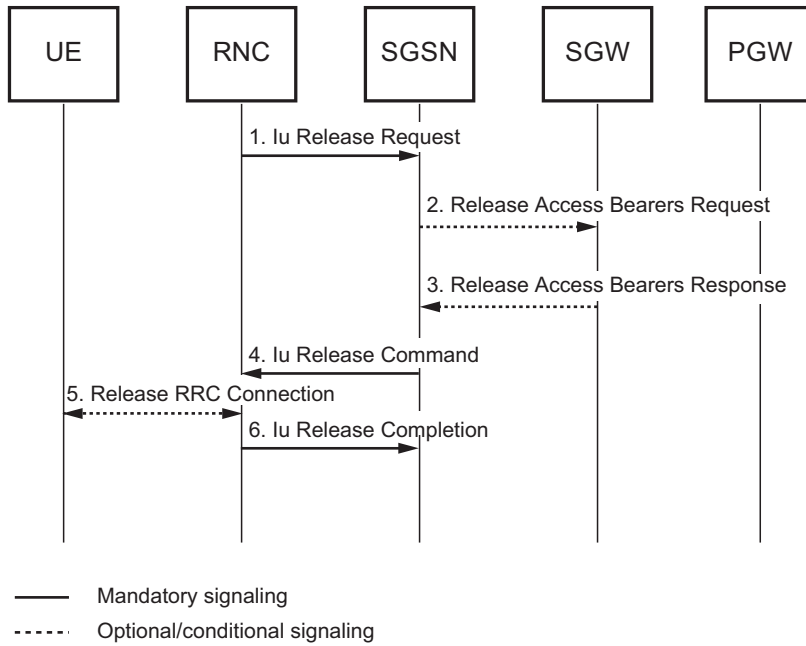 UE
RNC
SGSN
SGW
PGW
1. Iu Release Request
2. Release Access Bearers Request
3. Release Access Bearers Response
4. Iu Release Command
5. Release RRC Connection
6. Iu Release Completion
Mandatory signaling
Optional/conditional signaling